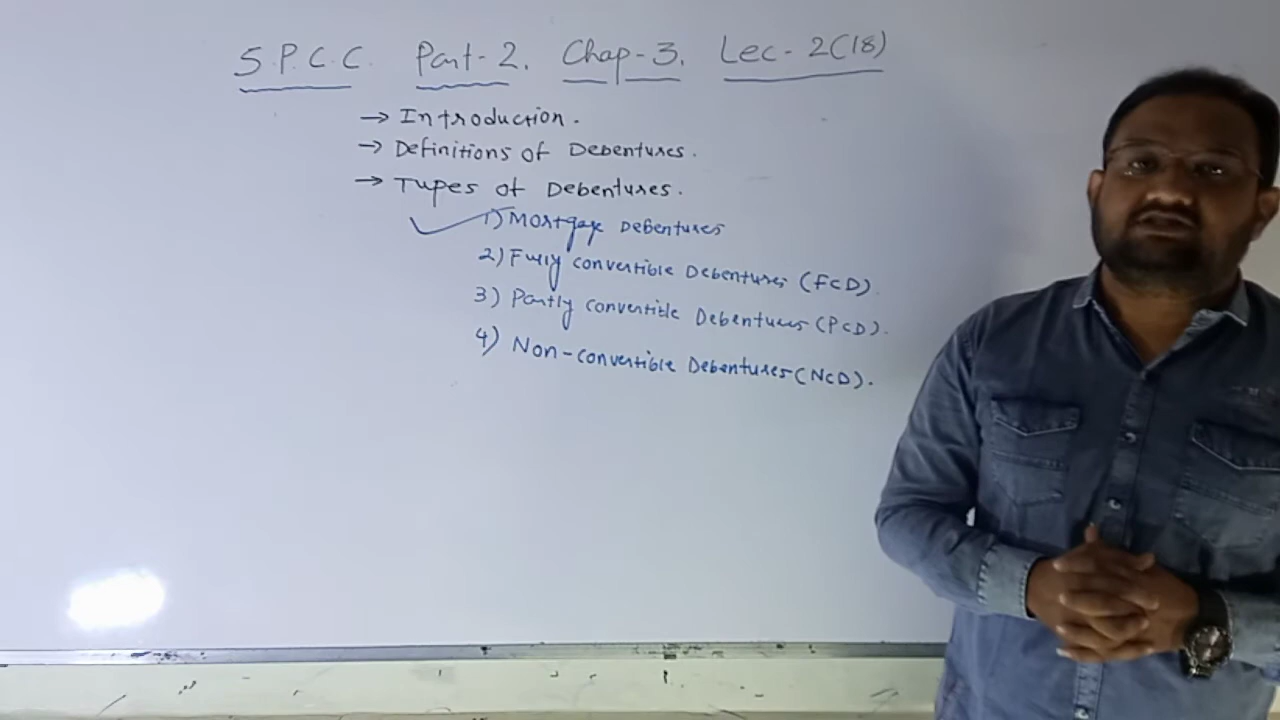 S.P.C.C. Part-2. Chap-3. Lec-2(18)
→ Introduction.
→ Definitions of Debentures.
→ Types of Debentures.
1) Mortgage Debentures
2) Fully convertible Debentures (FCD).
3) Partly convertible Debentures (PCD).
4) Non-convertible Debentures (NCD).